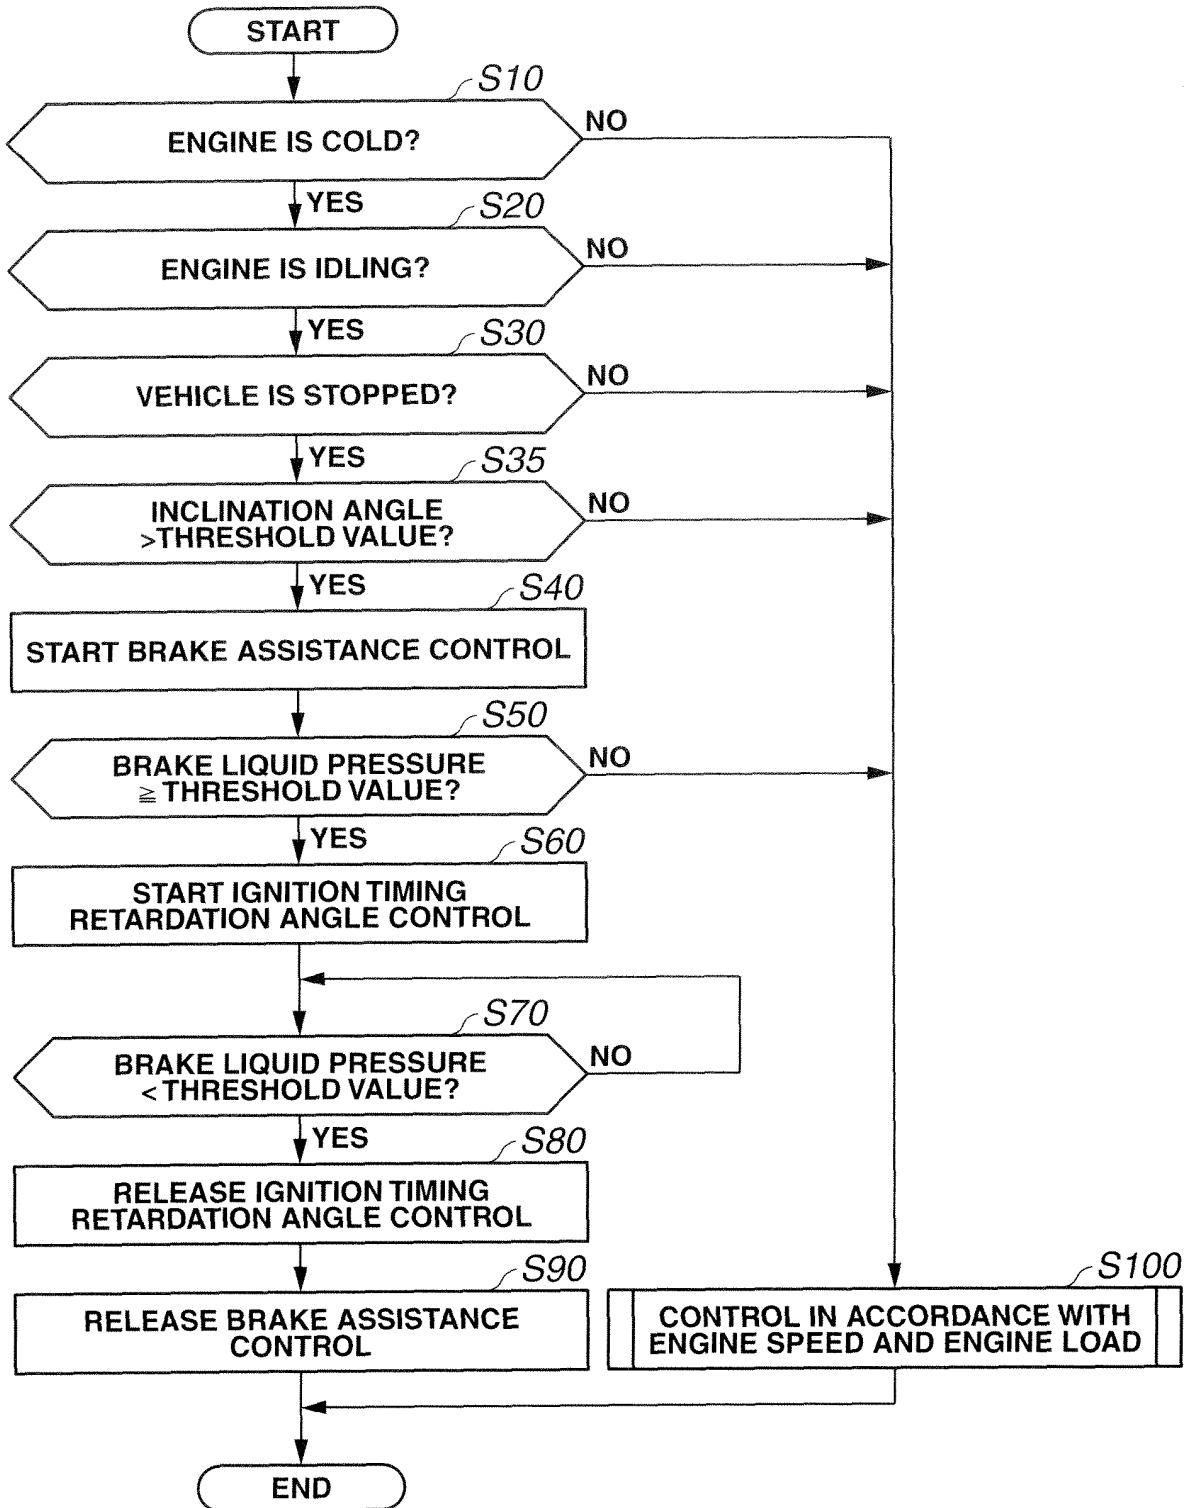 START
S10
ENGINE IS COLD?
NO
YES
S20
ENGINE IS IDLING?
NO
YES
S30
VEHICLE IS STOPPED?
NO
YES
S35
INCLINATION ANGLE
>THRESHOLD VALUE?
NO
YES
S40
START BRAKE ASSISTANCE CONTROL
S50
BRAKE LIQUID PRESSURE
≧ THRESHOLD VALUE?
NO
YES
S60
START IGNITION TIMING
RETARDATION ANGLE CONTROL
S70
BRAKE LIQUID PRESSURE
< THRESHOLD VALUE?
NO
YES
S80
RELEASE IGNITION TIMING
RETARDATION ANGLE CONTROL
S90
RELEASE BRAKE ASSISTANCE
CONTROL
S100
CONTROL IN ACCORDANCE WITH
ENGINE SPEED AND ENGINE LOAD
END